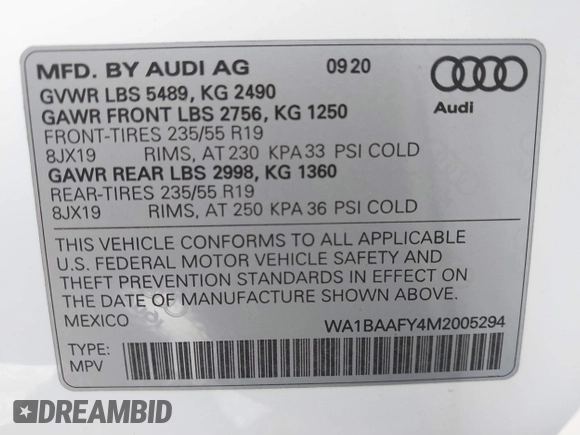 MFD. BY AUDI AG 09 20
GVWR LBS 5489, KG 2490
GAWR FRONT LBS 2756, KG 1250
FRONT-TIRES 235/55 R19
8JX19 RIMS, AT 230 KPA 33 PSI COLD
GAWR REAR LBS 2998, KG 1360
REAR-TIRES 235/55 R19
8JX19 RIMS, AT 250 KPA 36 PSI COLD
Audi
THIS VEHICLE CONFORMS TO ALL APPLICABLE
U.S. FEDERAL MOTOR VEHICLE SAFETY AND
THEFT PREVENTION STANDARDS IN EFFECT ON
THE DATE OF MANUFACTURE SHOWN ABOVE.
MEXICO WA1BAAFY4M2005294
TYPE:
MPV
DREAMBID